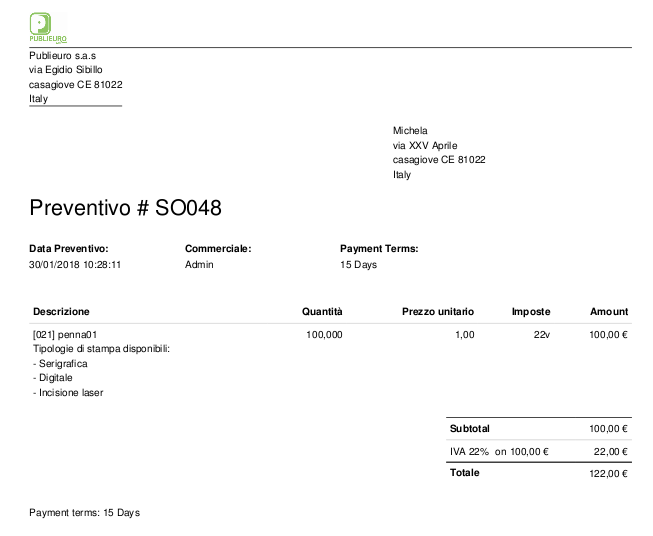 PUBLIEURO
Publieuro s.a.s
via Egidio Sibillo
casagiove CE 81022
Italy
Michela
via XXV Aprile
casagiove CE 81022
Italy
Preventivo # SO048
Data Preventivo: Commerciale: Payment Terms:
30/01/2018 10:28:11 Admin 15 Days
Descrizione Quantità Prezzo unitario Imposte Amount
[021] penna01 100,000 1,00 22v 100,00 €
Tipologie di stampa disponibili:
- Serigrafica
- Digitale
- Incisione laser
Subtotal 100,00 €
IVA 22% on 100,00 € 22,00 €
Totale 122,00 €
Payment terms: 15 Days